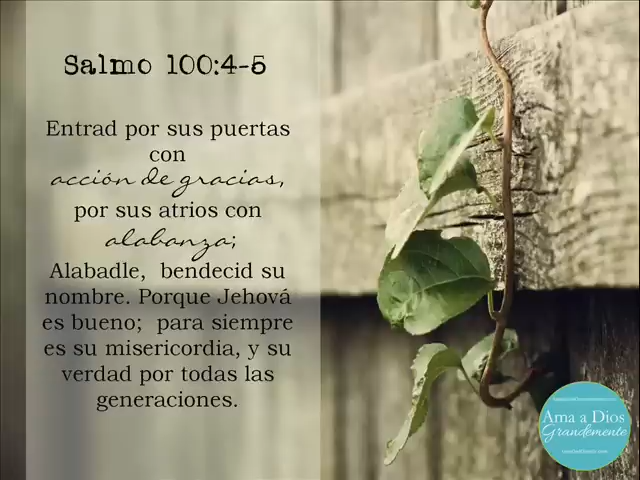 Salmo 100:4-5
Entrad por sus puertas
con
acción de gracias,
por sus atrios con
alabanza;
Alabadle, bendecid su
nombre. Porque Jehová
es bueno; para siempre
es su misericordia, y su
verdad por todas las
generaciones.
Ama a Dios
Grandemente